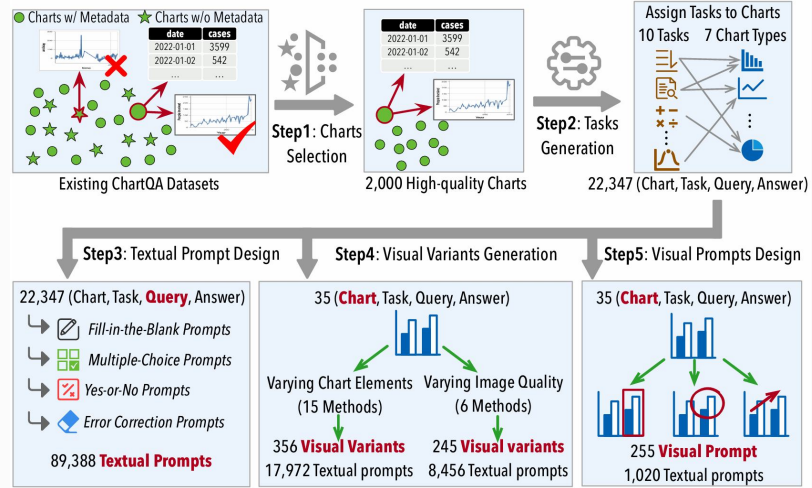 Charts w/ Metadata
Charts w/o Metadata
date cases
2022-01-01 3599
2022-01-02 542
... ...
Existing ChartQA Datasets
Step1: Charts
Selection
date cases
2022-01-01 3599
2022-01-02 542
... ...
2,000 High-quality Charts
Step2: Tasks
Generation
Assign Tasks to Charts
10 Tasks 7 Chart Types
22,347 (Chart, Task, Query, Answer)
Step3: Textual Prompt Design
Step4: Visual Variants Generation
Step5: Visual Prompts Design
22,347 (Chart, Task, Query, Answer)
Fill-in-the-Blank Prompts
Multiple-Choice Prompts
Yes-or-No Prompts
Error Correction Prompts
89,388 Textual Prompts
35 (Chart, Task, Query, Answer)
Varying Chart Elements
(15 Methods)
356 Visual Variants
17,972 Textual prompts
Varying Image Quality
(6 Methods)
245 Visual variants
8,456 Textual prompts
35 (Chart, Task, Query, Answer)
255 Visual Prompt
1,020 Textual prompts